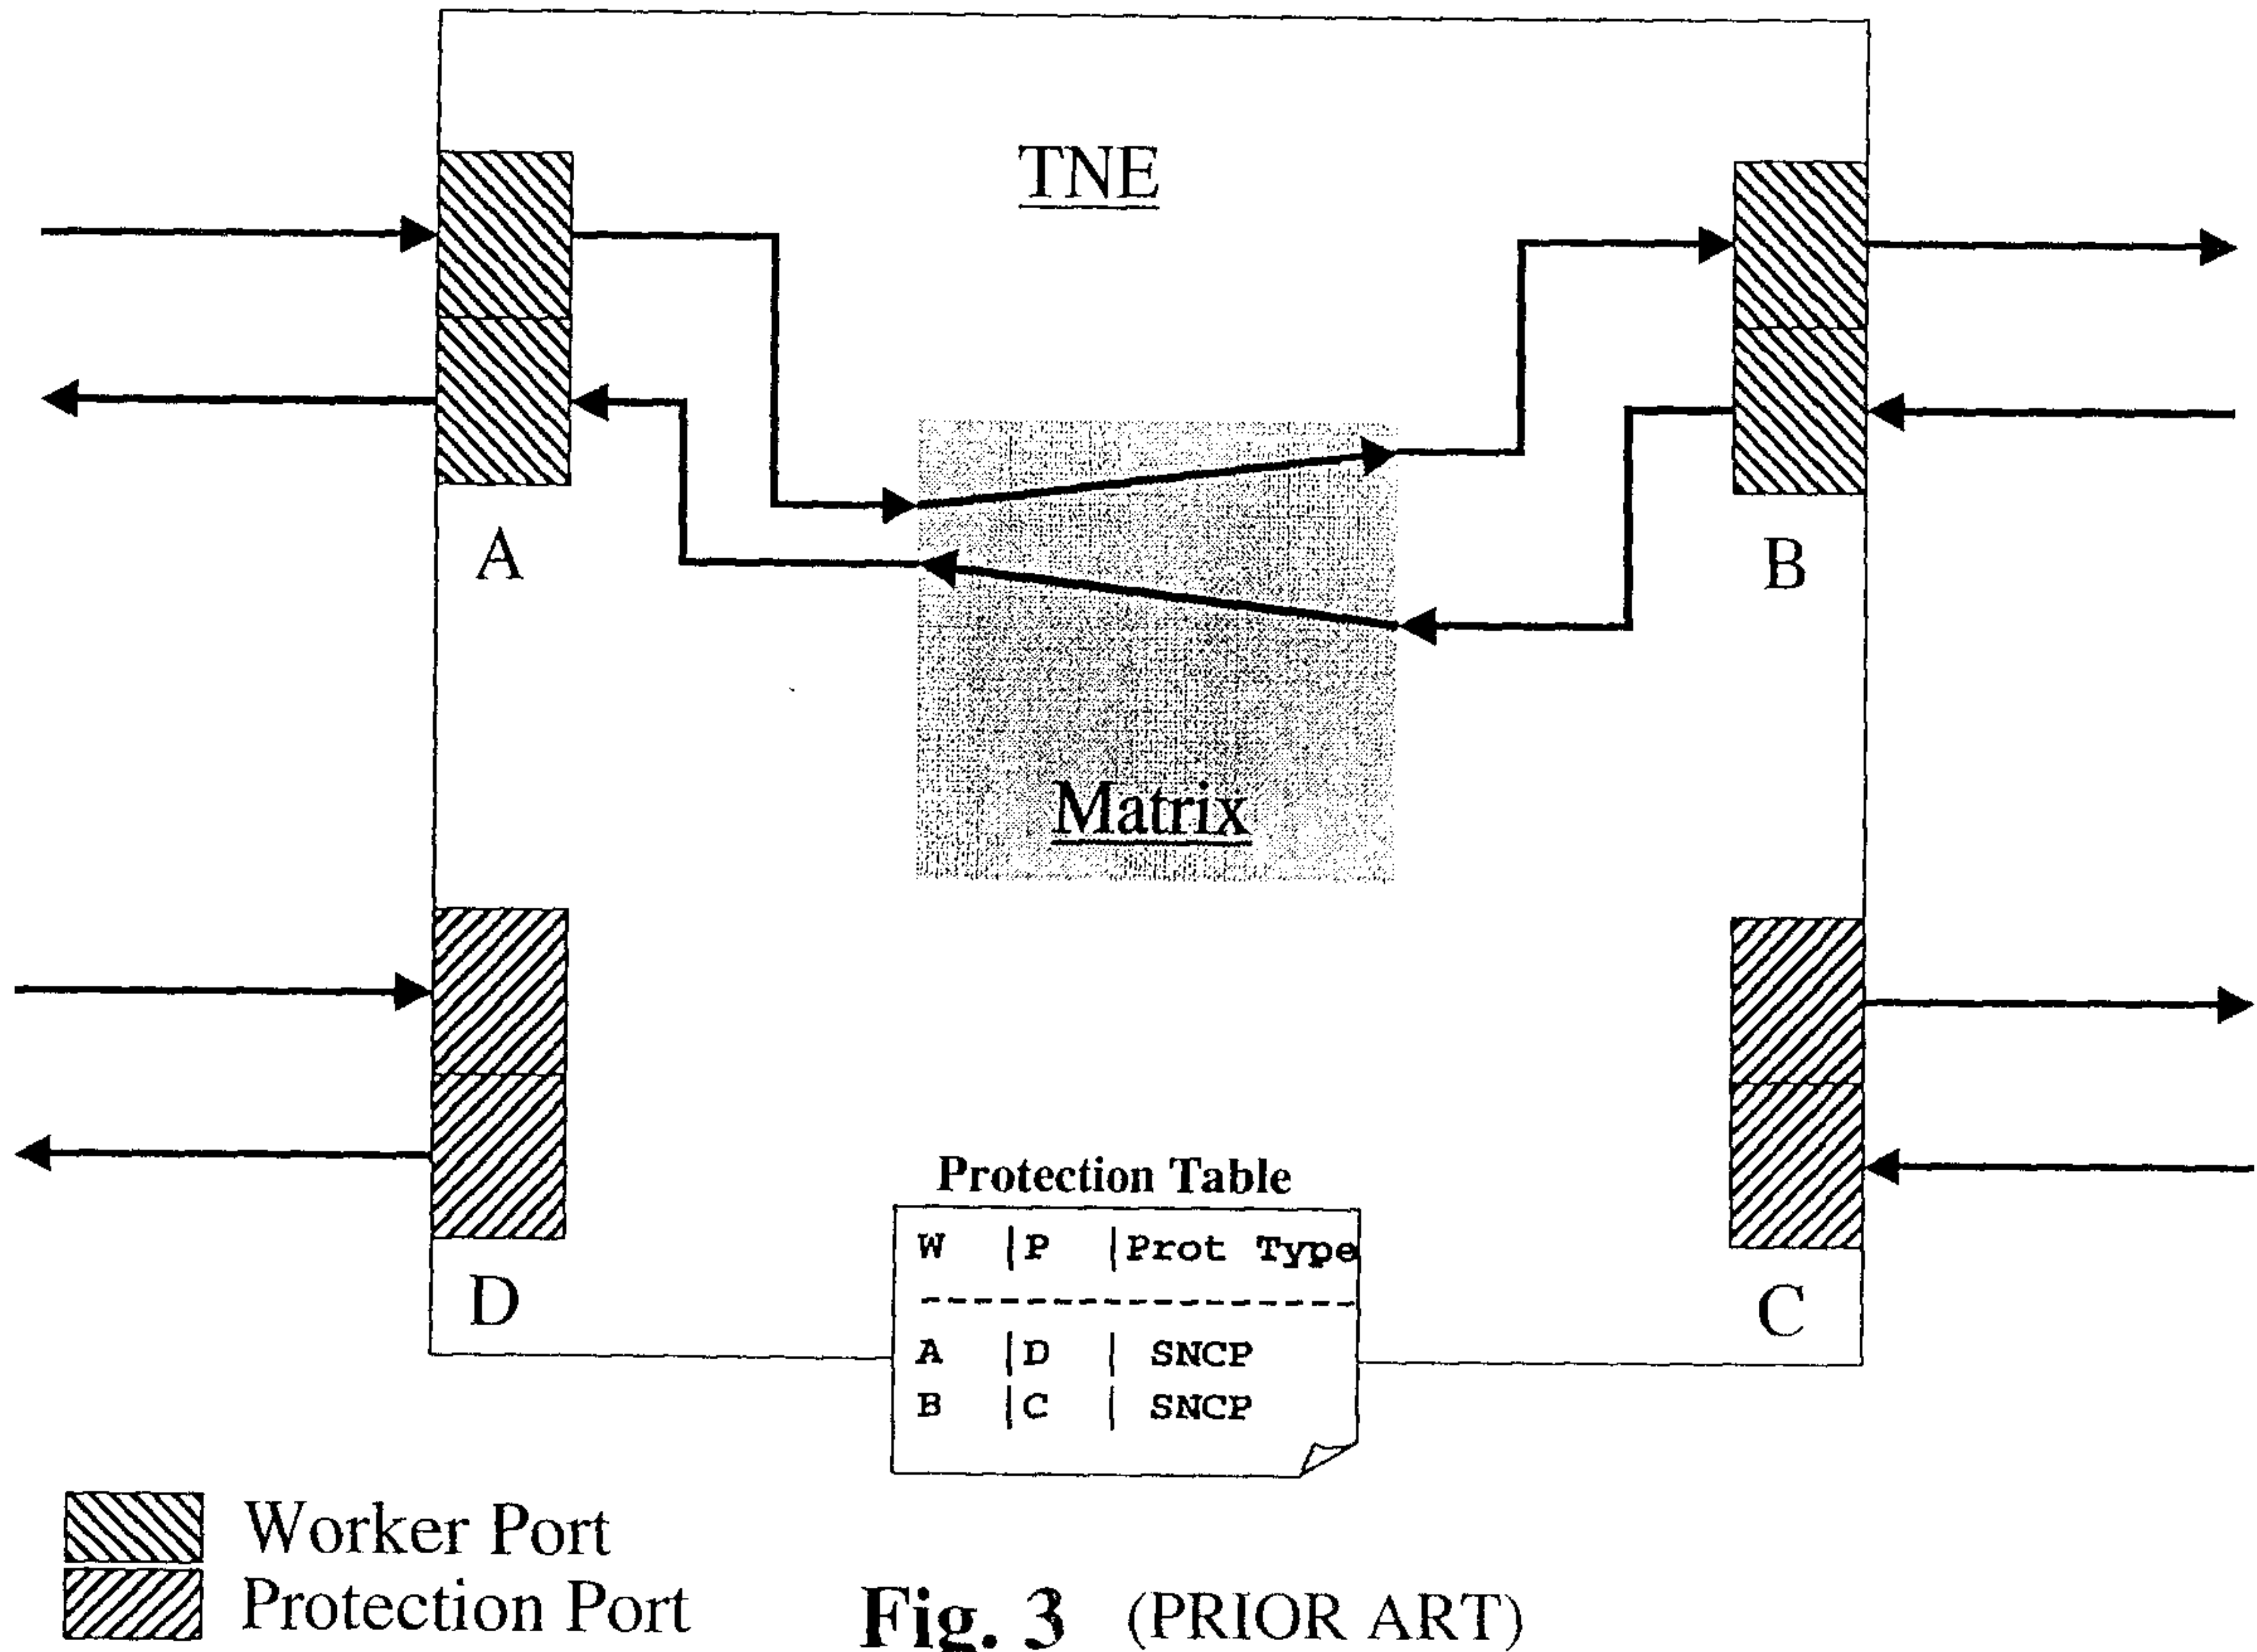 TNE
A
B
Matrix
D
C
Protection Table
W |P |Prot Type
--------------------
A |D | SNCP
B |C | SNCP
Worker Port
Protection Port
Fig. 3 (PRIOR ART)